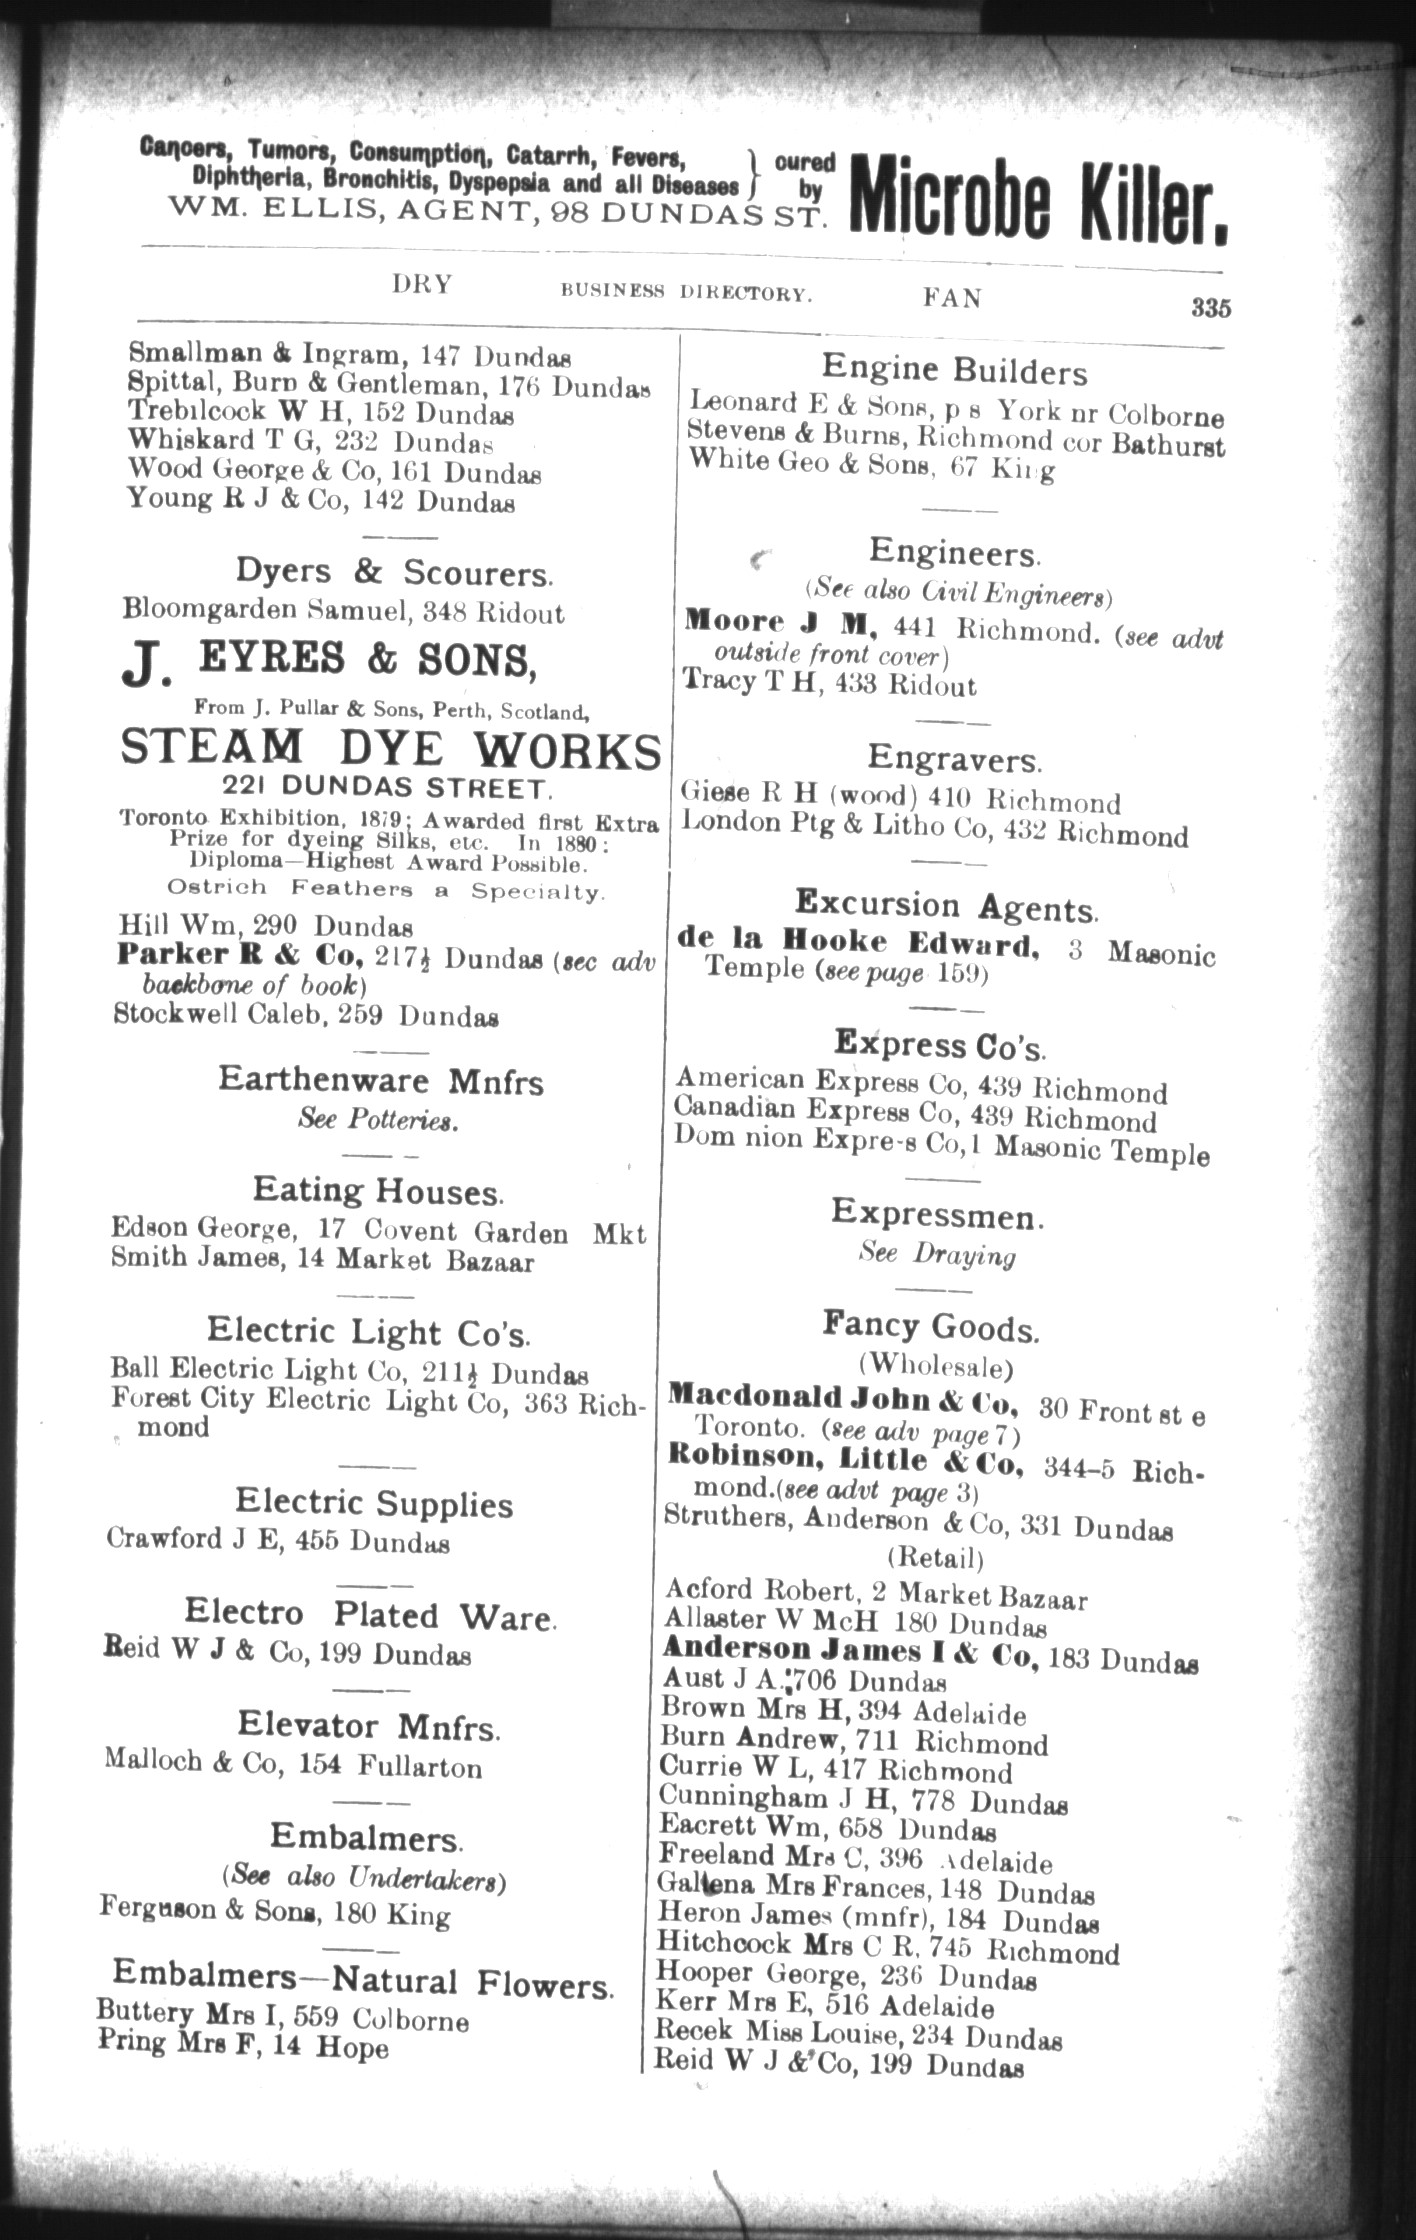 Cancers, Tumors, Consumption, Catarrh, Fevers,
Diphtheria, Bronchitis, Dyspepsia and all Diseases } cured by Microbe Killer.
WM. ELLIS, AGENT, 98 DUNDAS ST.
DRY BUSINESS DIRECTORY. FAN 335
Smallman & Ingram, 147 Dundas
Spittal, Burn & Gentleman, 176 Dundas
Trebilcock W H, 152 Dundas
Whiskard T G, 232 Dundas
Wood George & Co, 161 Dundas
Young R J & Co, 142 Dundas
Dyers & Scourers.
Bloomgarden Samuel, 348 Ridout
J. EYRES & SONS,
From J. Pullar & Sons, Perth, Scotland,
STEAM DYE WORKS
221 DUNDAS STREET.
Toronto Exhibition, 1879; Awarded first Extra
Prize for dyeing Silks, etc. In 1880:
Diploma—Highest Award Possible.
Ostrich Feathers a Specialty.
Hill Wm, 290 Dundas
Parker R & Co, 217½ Dundas (sec adv
backbone of book)
Stockwell Caleb, 259 Dundas
Earthenware Mnfrs
See Potteries.
Eating Houses.
Edson George, 17 Covent Garden Mkt
Smith James, 14 Market Bazaar
Electric Light Co's.
Ball Electric Light Co, 211½ Dundas
Forest City Electric Light Co, 363 Rich-
mond
Electric Supplies
Crawford J E, 455 Dundas
Electro Plated Ware.
Reid W J & Co, 199 Dundas
Elevator Mnfrs.
Malloch & Co, 154 Fullarton
Embalmers.
(See also Undertakers)
Ferguson & Sons, 180 King
Embalmers—Natural Flowers.
Buttery Mrs I, 559 Colborne
Pring Mrs F, 14 Hope
Engine Builders
Leonard E & Sons, p s York nr Colborne
Stevens & Burns, Richmond cor Bathurst
White Geo & Sons, 67 King
Engineers.
(See also Civil Engineers)
Moore J M, 441 Richmond. (see advt
outside front cover)
Tracy T H, 433 Ridout
Engravers.
Giese R H (wood) 410 Richmond
London Ptg & Litho Co, 432 Richmond
Excursion Agents.
de la Hooke Edward, 3 Masonic
Temple (see page 159)
Express Co's.
American Express Co, 439 Richmond
Canadian Express Co, 439 Richmond
Dom nion Expre-s Co, 1 Masonic Temple
Expressmen.
See Draying
Fancy Goods.
(Wholesale)
Macdonald John & Co, 30 Front st e
Toronto. (see adv page 7)
Robinson, Little & Co, 344-5 Rich-
mond.(see advt page 3)
Struthers, Anderson & Co, 331 Dundas
(Retail)
Acford Robert, 2 Market Bazaar
Allaster W McH 180 Dundas
Anderson James I & Co, 183 Dundas
Aust J A. 706 Dundas
Brown Mrs H, 394 Adelaide
Burn Andrew, 711 Richmond
Currie W L, 417 Richmond
Cunningham J H, 778 Dundas
Eacrett Wm, 658 Dundas
Freeland Mrs C, 396 Adelaide
Mrs Frances, 148 Dundas
Heron James (mnfr), 184 Dundas
Hitchcock Mrs C R, 745 Richmond
Hooper George, 236 Dundas
Kerr Mrs E, 516 Adelaide
Recek Miss Louise, 234 Dundas
Reid W J & Co, 199 Dundas